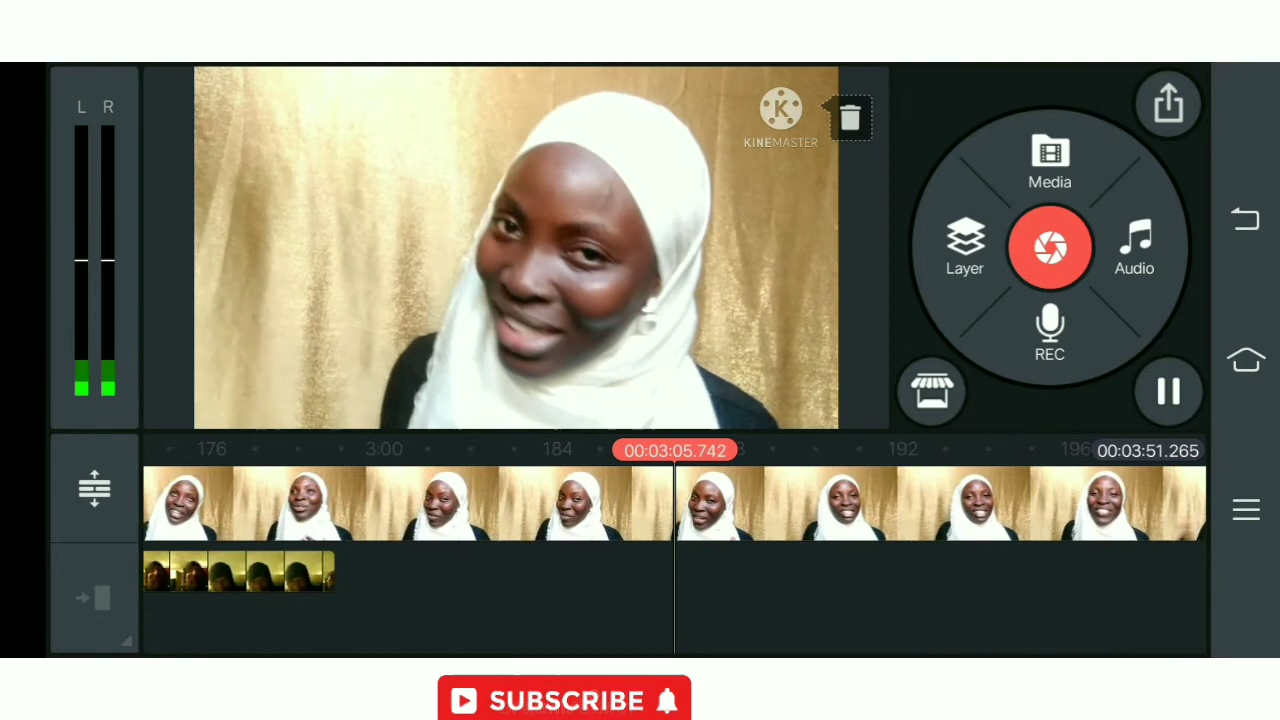 L R
KINEMASTER
Media
Layer
Audio
REC
176 3:00 184 00:03:05.742 192 196 00:03:51.265
SUBSCRIBE